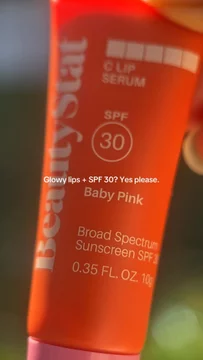 BeautyStat
C LIP
SERUM
SPF
30
Glowy lips + SPF 30? Yes please.
Baby Pink
Broad Spectrum
Sunscreen SPF 30
0.35 FL. OZ. 10g